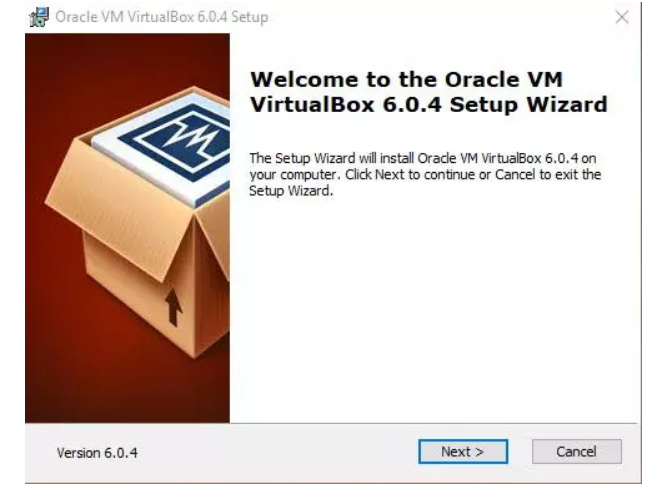 Oracle VM VirtualBox 6.0.4 Setup
Welcome to the Oracle VM
VirtualBox 6.0.4 Setup Wizard
The Setup Wizard will install Oracle VM VirtualBox 6.0.4 on
your computer. Click Next to continue or Cancel to exit the
Setup Wizard.
Version 6.0.4
Next >
Cancel